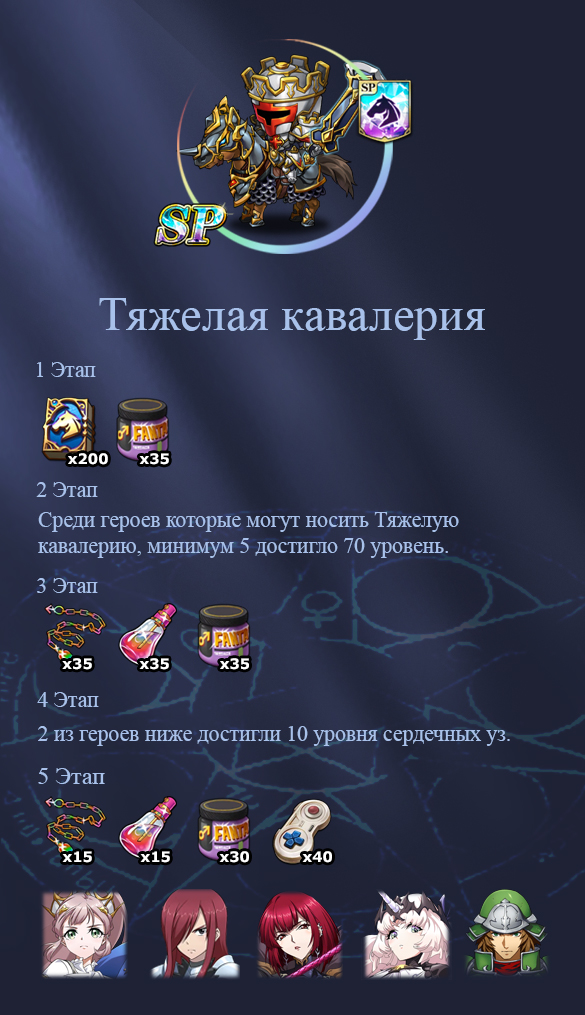 SP
SP
Тяжелая кавалерия
1 Этап
x200 x35
2 Этап
Среди героев которые могут носить Тяжелую
кавалерию, минимум 5 достигло 70 уровень.
3 Этап
x35 x35 x35
4 Этап
2 из героев ниже достигли 10 уровня сердечных уз.
5 Этап
x15 x15 x30 x40